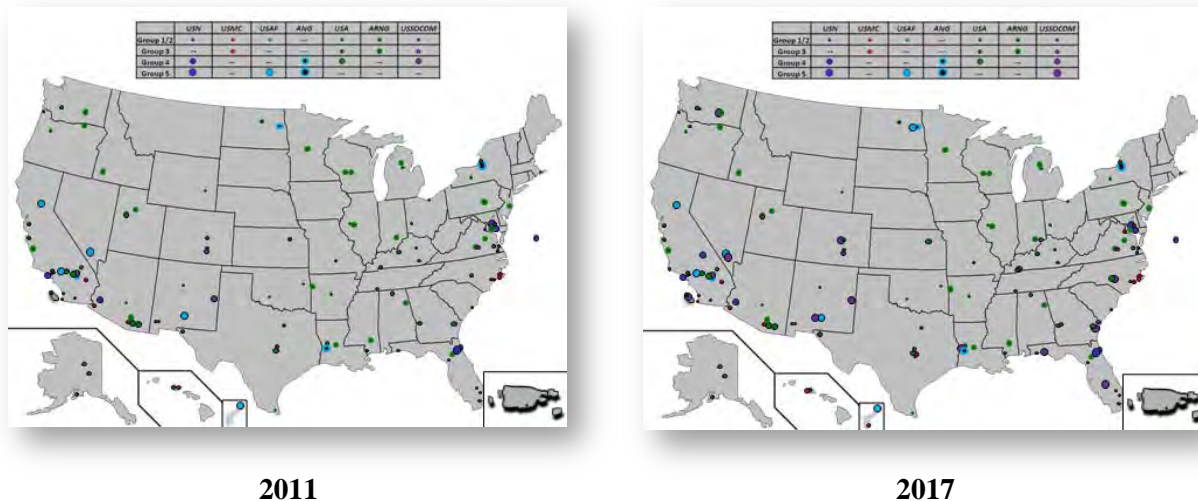 USN USMC USAF ANG USA ARNG USSOCOM
Group 1/2
Group 3
Group 4
Group 5
USN USMC USAF ANG USA ARNG USSOCOM
Group 1/2
Group 3
Group 4
Group 5
2011
2017